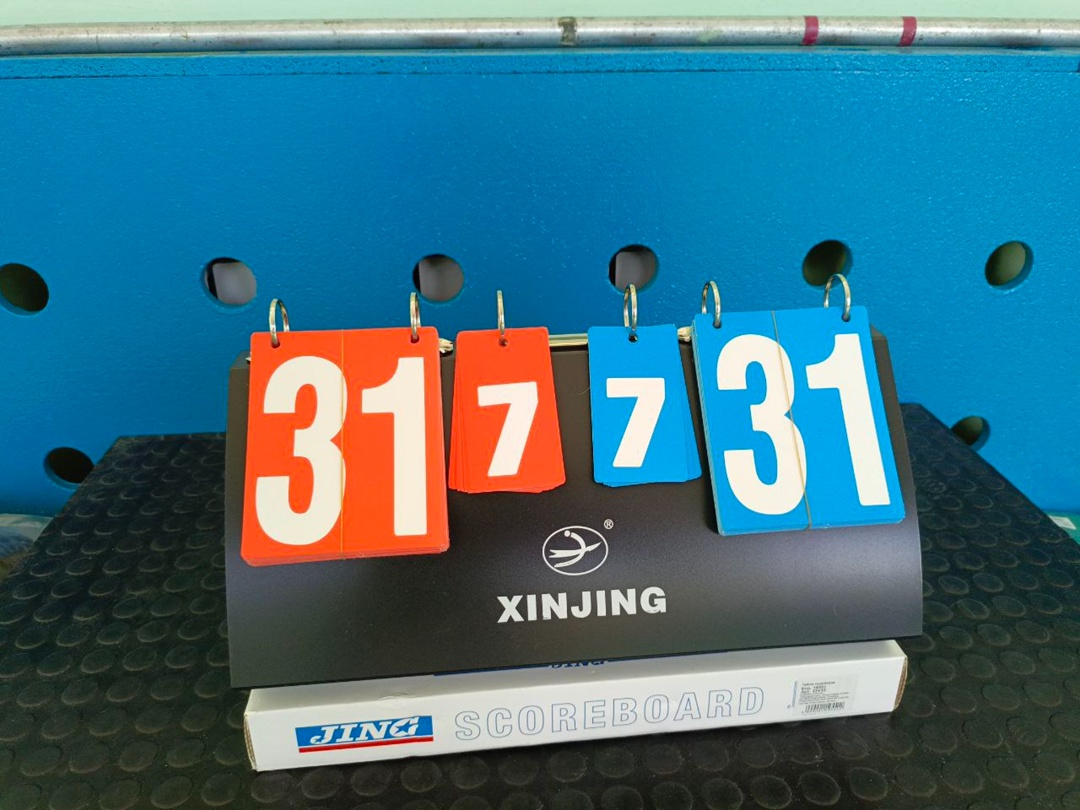 31 7 7 31
®
XINJING
JING SCOREBOARD